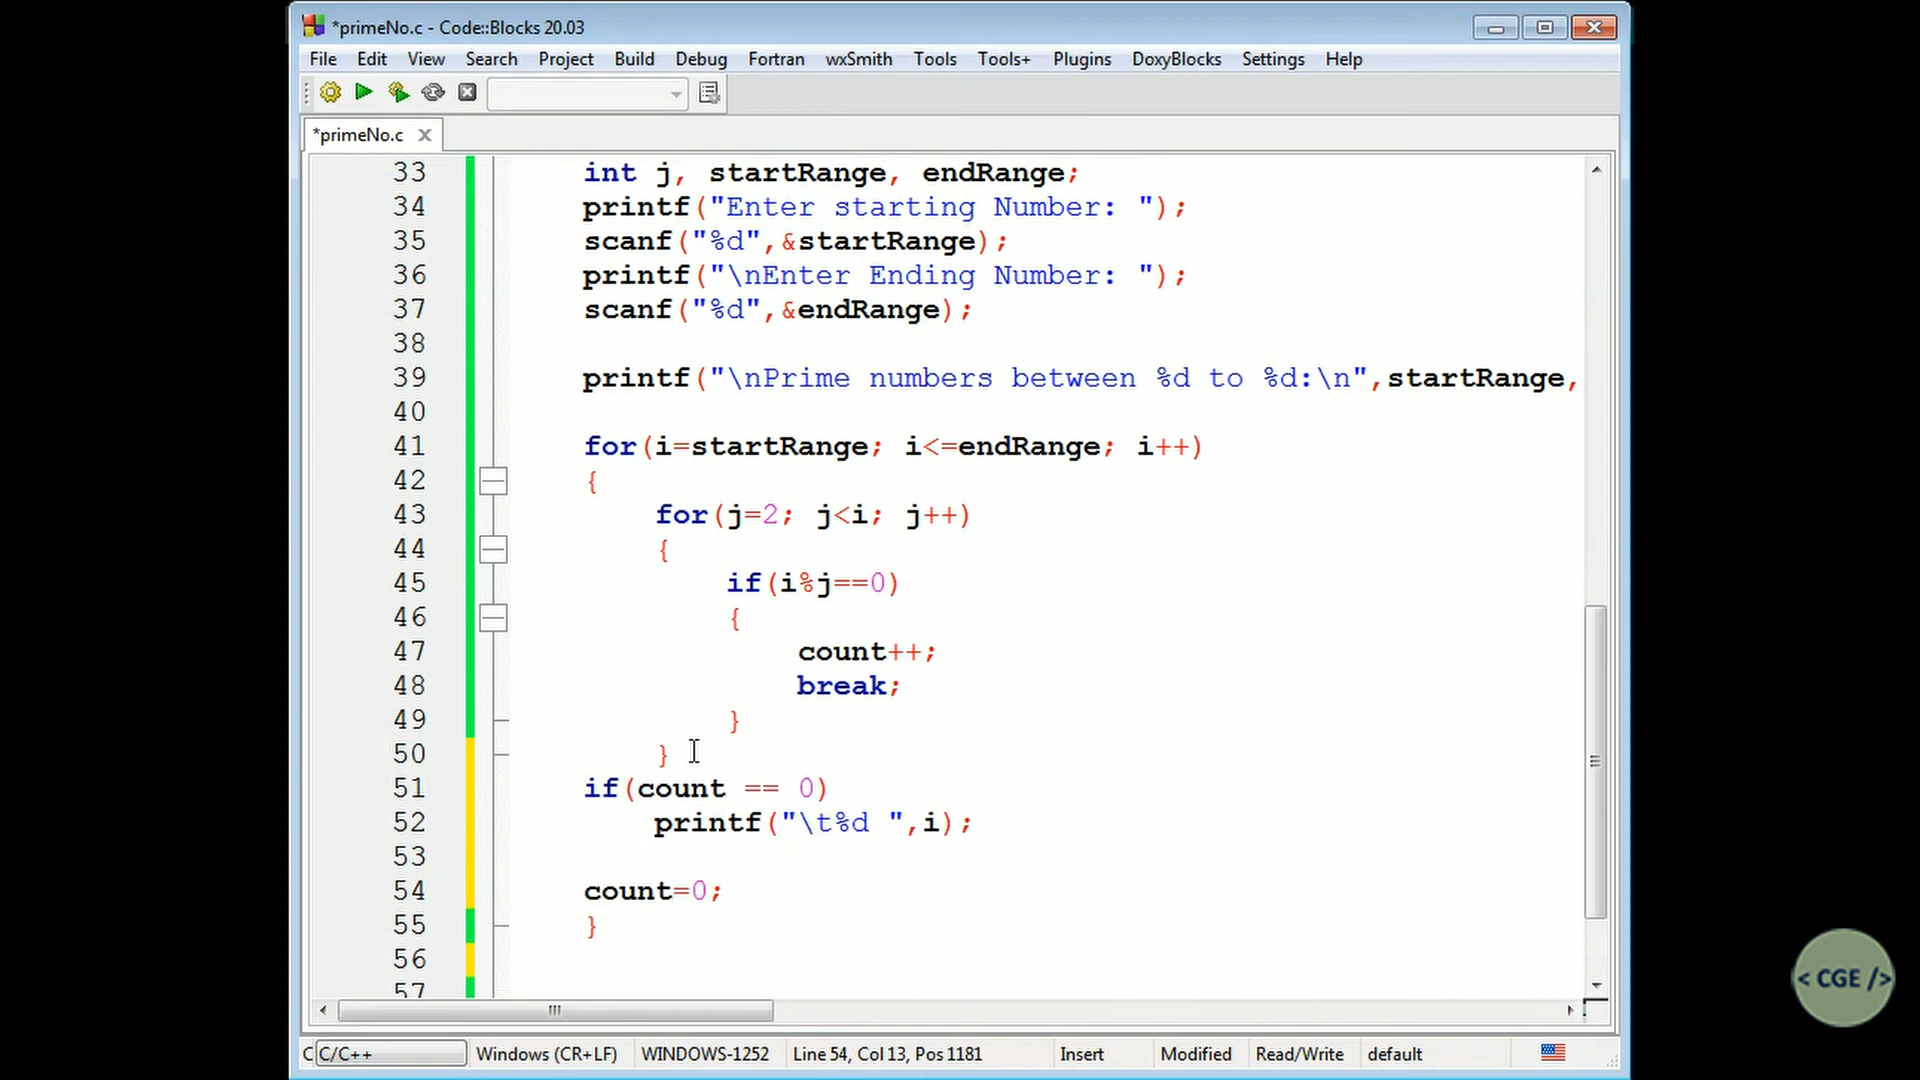 *primeNo.c - Code::Blocks 20.03
File Edit View Search Project Build Debug Fortran wxSmith Tools Tools+ Plugins DoxyBlocks Settings Help
*primeNo.c
33 int j, startRange, endRange;
34 printf("Enter starting Number: ");
35 scanf("%d",&startRange);
36 printf("\nEnter Ending Number: ");
37 scanf("%d",&endRange);
38
39 printf("\nPrime numbers between %d to %d:\n",startRange,
40
41 for(i=startRange; i<=endRange; i++)
42 {
43 for(j=2; j<i; j++)
44 {
45 if(i%j==0)
46 {
47 count++;
48 break;
49 }
50 }
51 if(count == 0)
52 printf("\t%d ",i);
53
54 count=0;
55 }
56
57
C C/C++ Windows (CR+LF) WINDOWS-1252 Line 54, Col 13, Pos 1181 Insert Modified Read/Write default
< CGE />